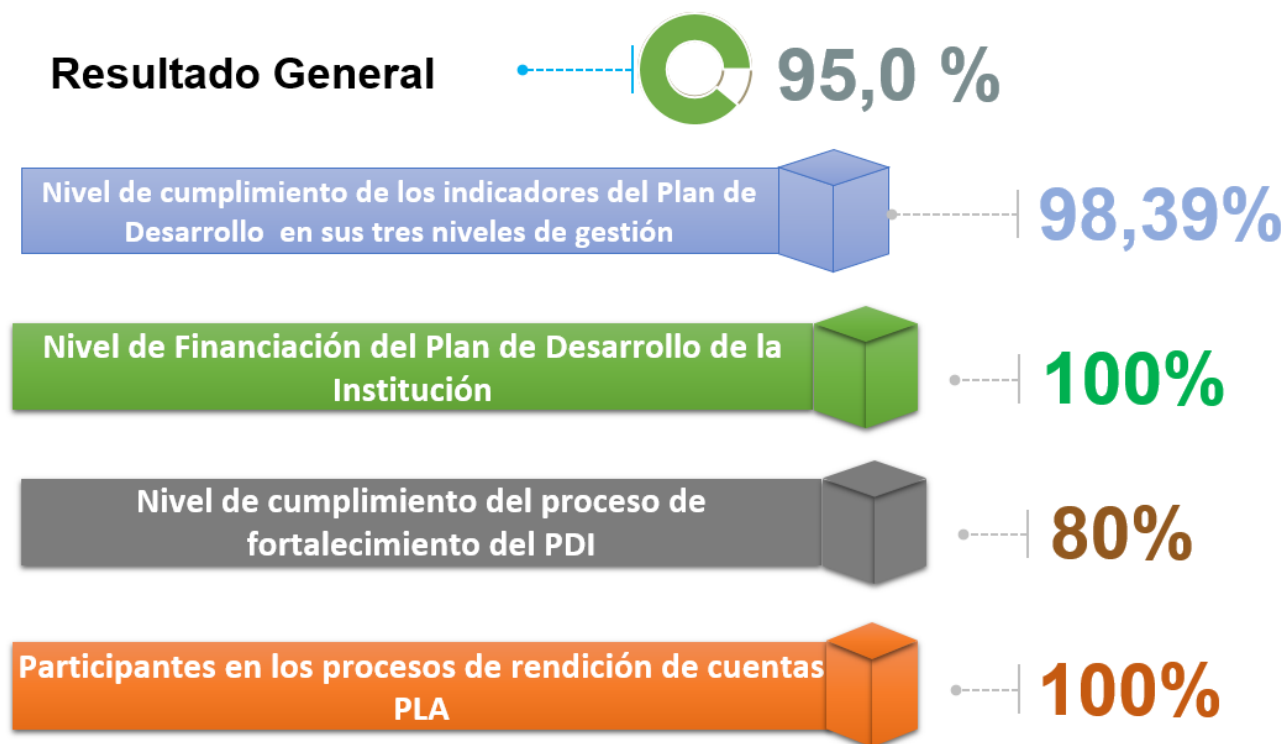 Resultado General
95,0 %
Nivel de cumplimiento de los indicadores del Plan de
Desarrollo en sus tres niveles de gestión
98,39%
Nivel de Financiación del Plan de Desarrollo de la
Institución
100%
Nivel de cumplimiento del proceso de
fortalecimiento del PDI
80%
Participantes en los procesos de rendición de cuentas
PLA
100%